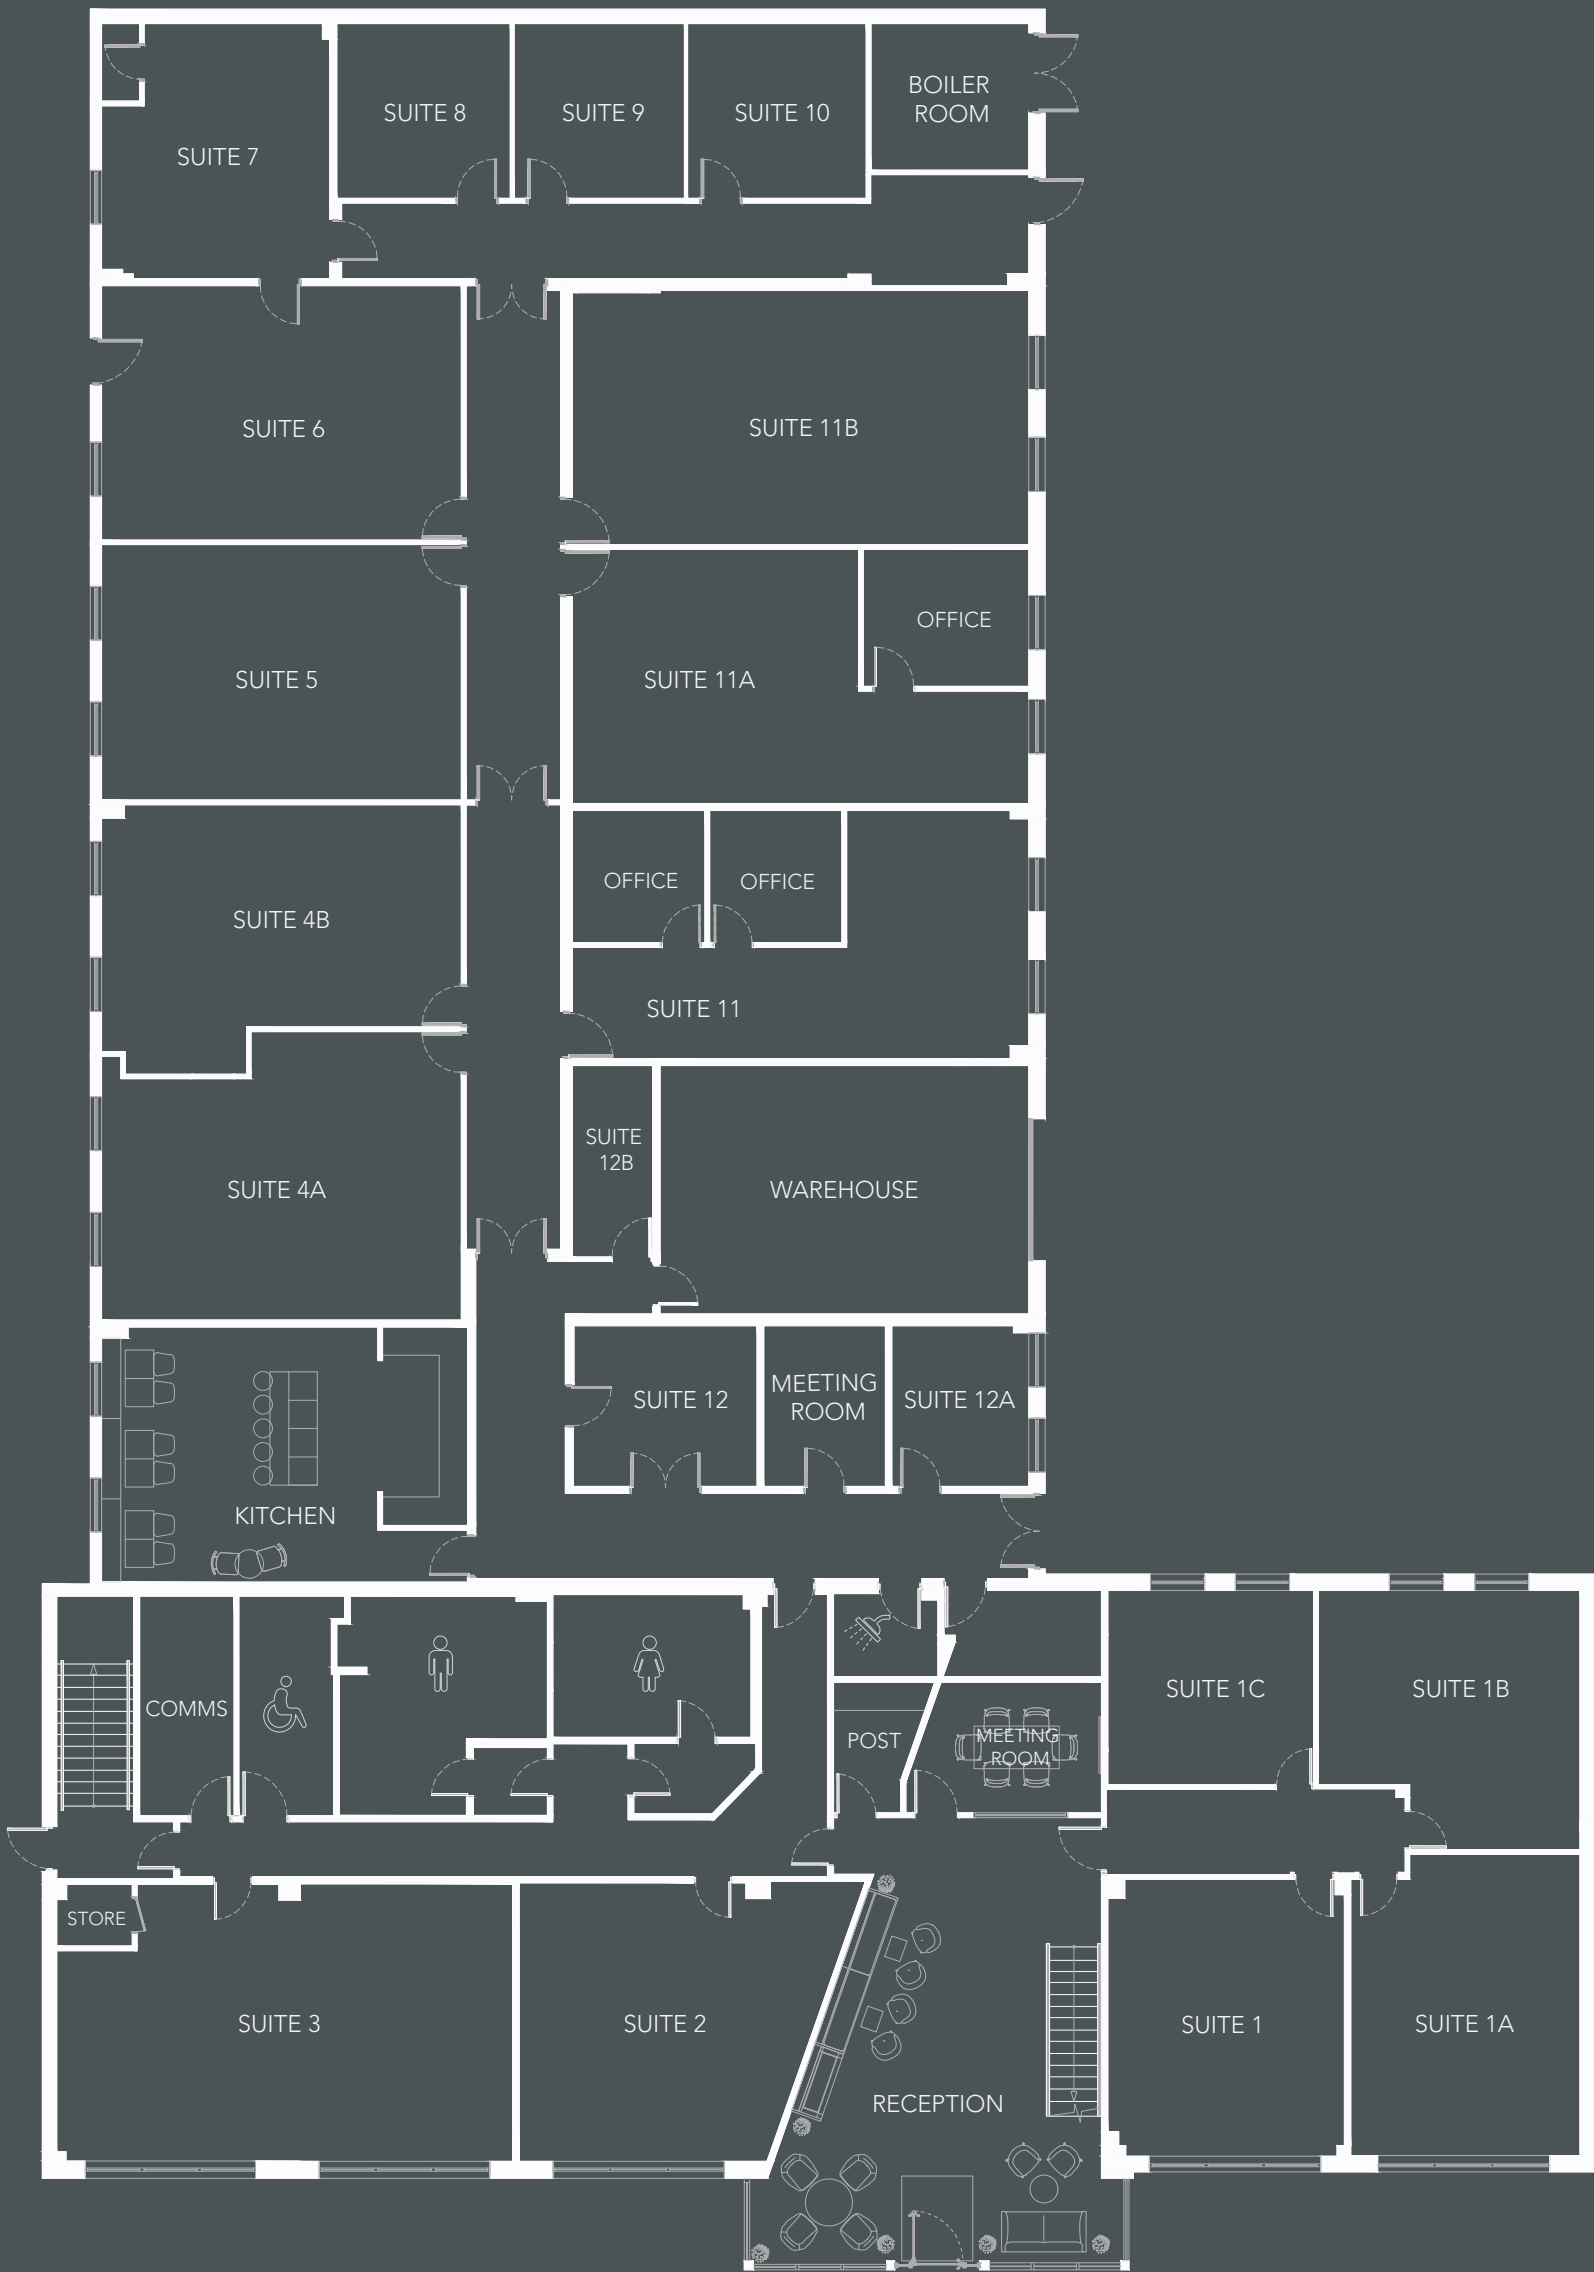 SUITE 8
SUITE 9
SUITE 10
BOILER
ROOM
SUITE 7
SUITE 6
SUITE 11B
OFFICE
SUITE 5
SUITE 11A
OFFICE
OFFICE
SUITE 4B
SUITE 11
SUITE
12B
SUITE 4A
WAREHOUSE
SUITE 12
MEETING
ROOM
SUITE 12A
KITCHEN
SUITE 1C
SUITE 1B
COMMS
POST
MEETING
ROOM
STORE
SUITE 3
SUITE 2
SUITE 1
SUITE 1A
RECEPTION